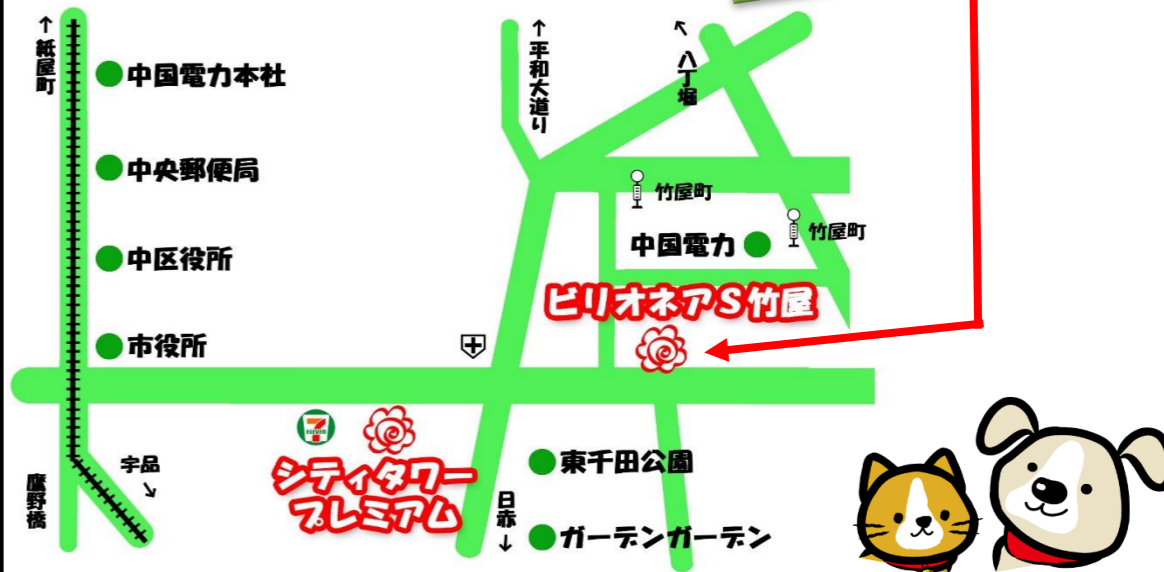 ↑紙屋町
中国電力本社
中央郵便局
中区役所
市役所
↑平和大道り
↖八丁堀
竹屋町
中国電力
竹屋町
ビリオネアS竹屋
7
ELEVEN
シティタワー
プレミアム
鷹野橋
宇品↘
日赤↓
東千田公園
ガーデンガーデン